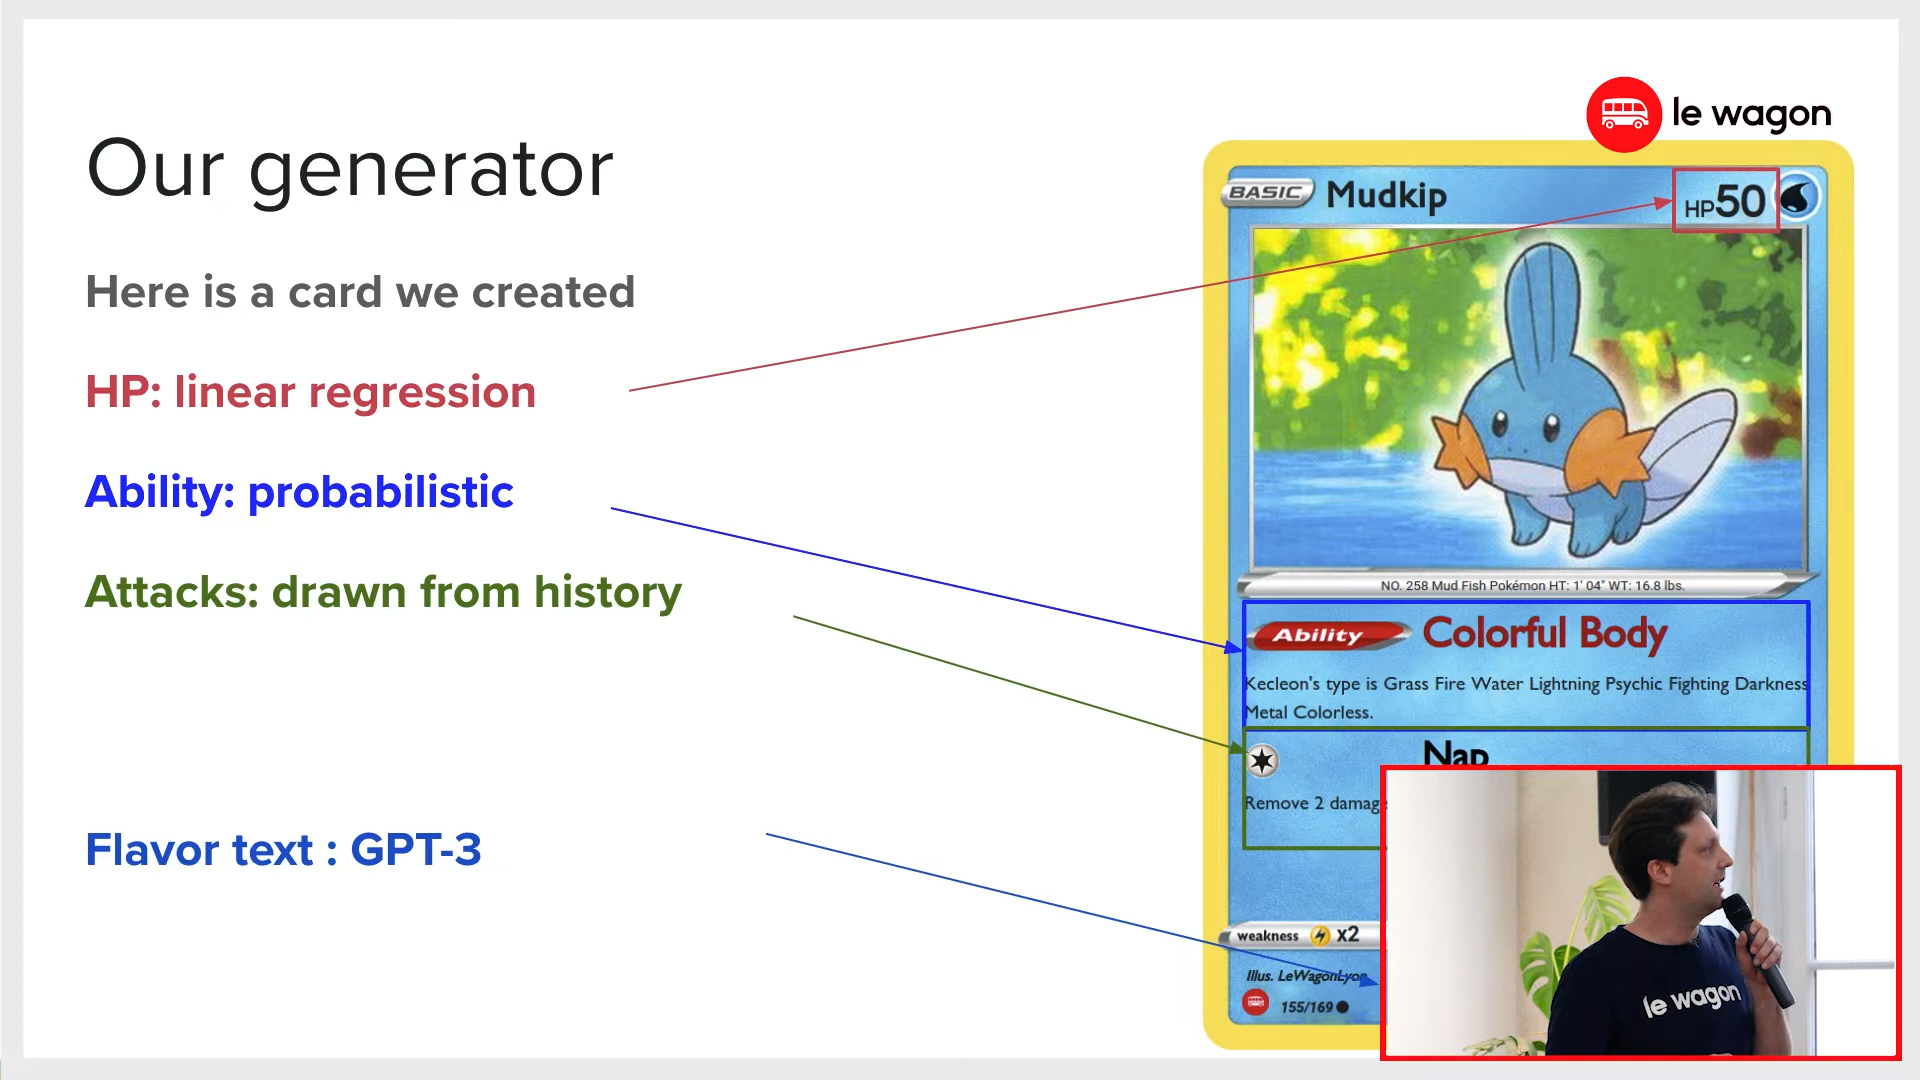 le wagon
Our generator
Here is a card we created
HP: linear regression
Ability: probabilistic
Attacks: drawn from history
Flavor text : GPT-3
BASIC Mudkip HP50
NO. 258 Mud Fish Pokémon HT: 1' 04" WT: 16.8 lbs.
Ability Colorful Body
Kecleon's type is Grass Fire Water Lightning Psychic Fighting Darkness
Metal Colorless.
Nap
Remove 2 damag
weakness x2
Illus. LeWagonLyon
155/169
le wagon